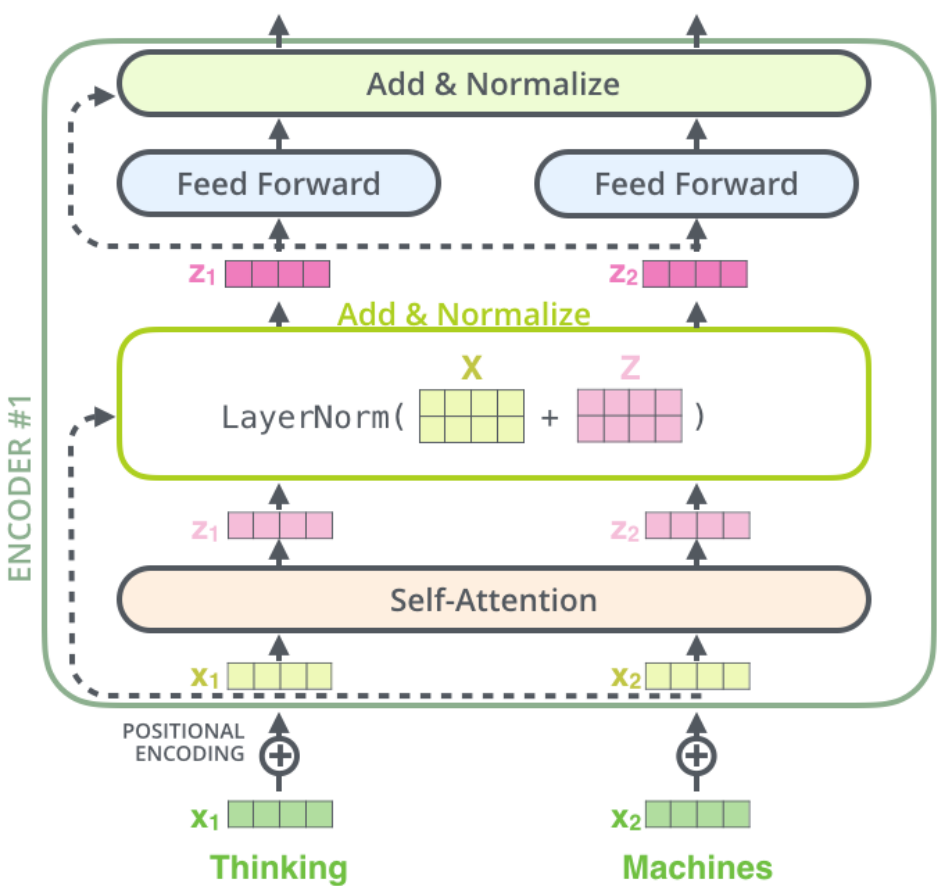 Add & Normalize
Feed Forward
Feed Forward
z1
z2
Add & Normalize
X
Z
LayerNorm( + )
ENCODER #1
z1
z2
Self-Attention
x1
x2
POSITIONAL
ENCODING
x1
x2
Thinking
Machines